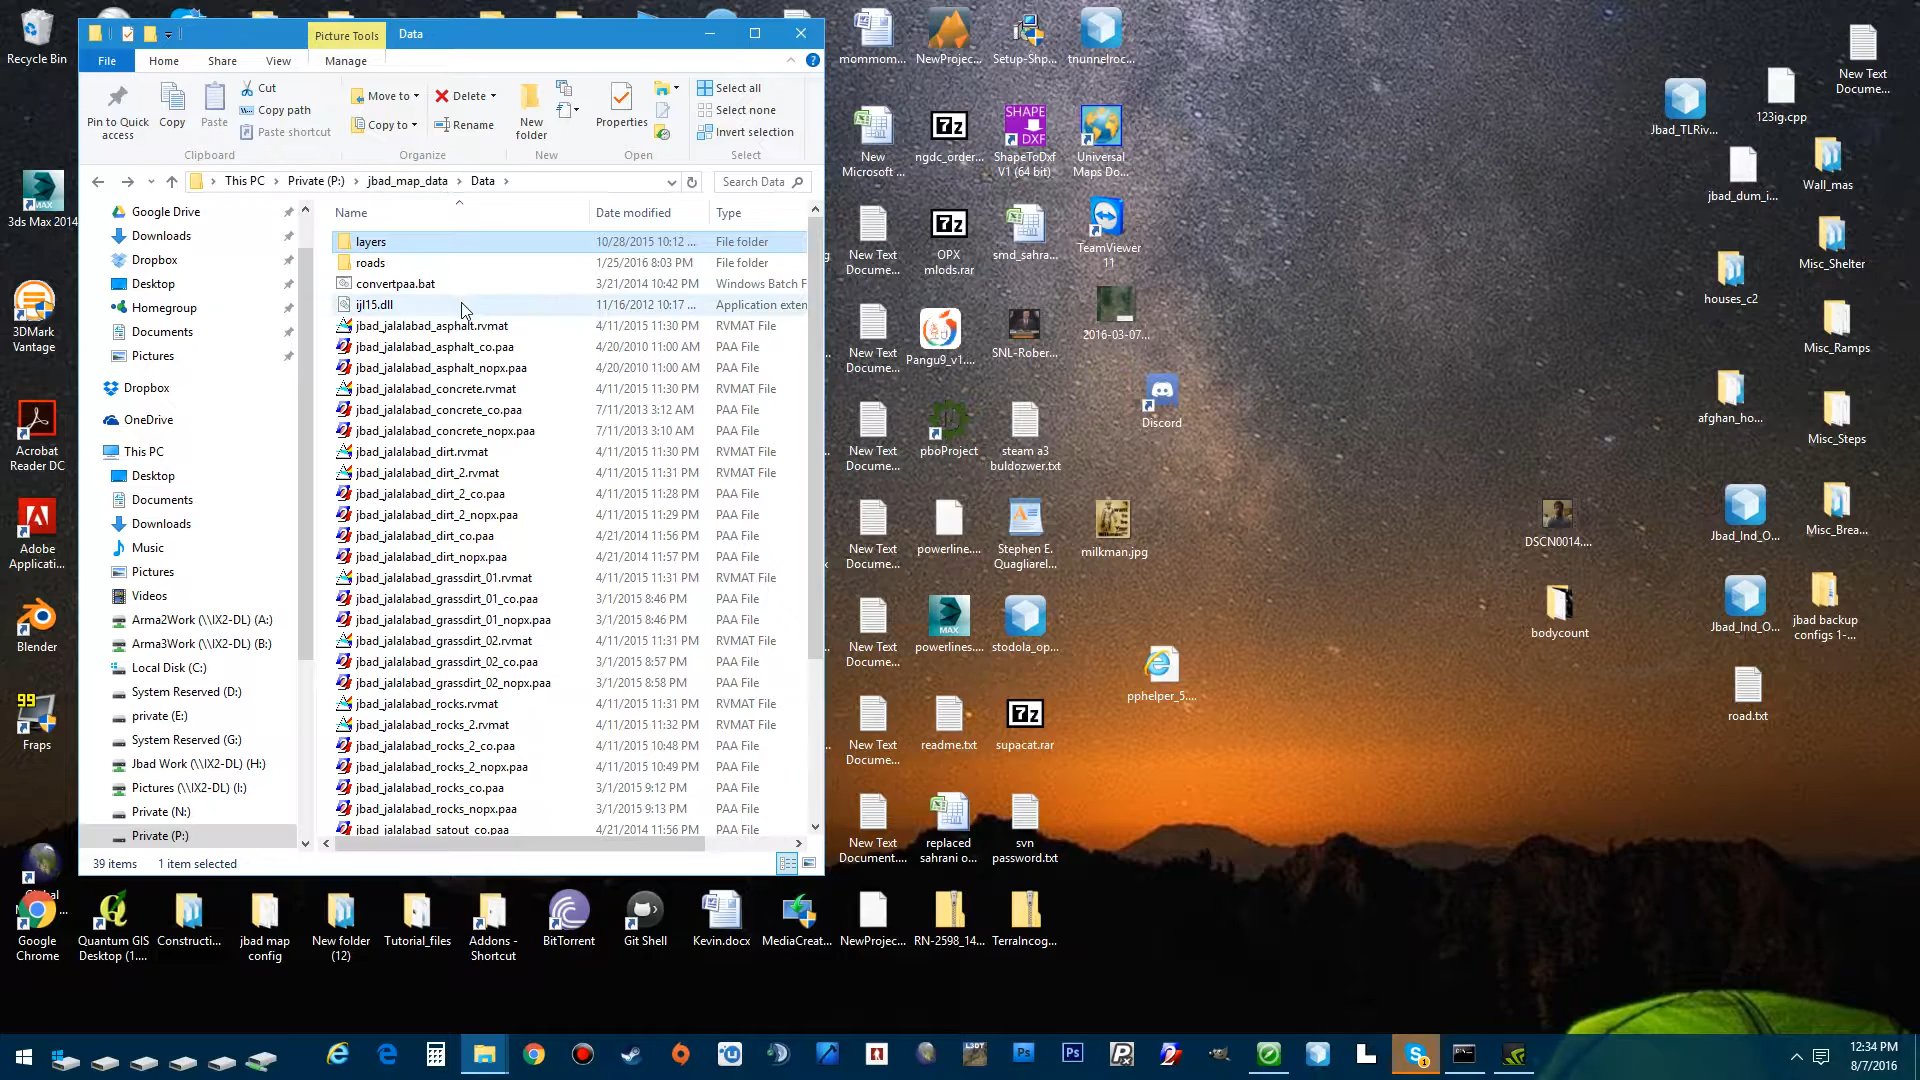 Picture Tools
Data
File
Home
Share
View
Manage
Pin to Quick access
Copy
Paste
Cut
Copy path
Paste shortcut
Clipboard
Move to
Copy to
Delete
Rename
Organize
New folder
New
Properties
Open
Select all
Select none
Invert selection
Select
This PC
Private (P:)
jbad_map_data
Data
Search Data
Name
Date modified
Type
Google Drive
Downloads
Dropbox
Desktop
Homegroup
Documents
Pictures
Dropbox
OneDrive
This PC
Desktop
Documents
Downloads
Music
Pictures
Videos
Arma2Work (\\IX2-DL) (A:)
Arma3Work (\\IX2-DL) (B:)
Local Disk (C:)
System Reserved (D:)
private (E:)
System Reserved (G:)
Jbad Work (\\IX2-DL) (H:)
Pictures (\\IX2-DL) (I:)
Private (N:)
Private (P:)
layers 10/28/2015 10:12 ... File folder
roads 1/25/2016 8:03 PM File folder
convertpaa.bat 3/21/2014 10:42 PM Windows Batch F
ijl15.dll 11/16/2012 10:17 ... Application exten
jbad_jalalabad_asphalt.rvmat 4/11/2015 11:30 PM RVMAT File
jbad_jalalabad_asphalt_co.paa 4/20/2010 11:00 AM PAA File
jbad_jalalabad_asphalt_nopx.paa 4/20/2010 11:00 AM PAA File
jbad_jalalabad_concrete.rvmat 4/11/2015 11:30 PM RVMAT File
jbad_jalalabad_concrete_co.paa 7/11/2013 3:12 AM PAA File
jbad_jalalabad_concrete_nopx.paa 7/11/2013 3:10 AM PAA File
jbad_jalalabad_dirt.rvmat 4/11/2015 11:30 PM RVMAT File
jbad_jalalabad_dirt_2.rvmat 4/11/2015 11:31 PM RVMAT File
jbad_jalalabad_dirt_2_co.paa 4/11/2015 11:28 PM PAA File
jbad_jalalabad_dirt_2_nopx.paa 4/11/2015 11:29 PM PAA File
jbad_jalalabad_dirt_co.paa 4/21/2014 11:56 PM PAA File
jbad_jalalabad_dirt_nopx.paa 4/21/2014 11:57 PM PAA File
jbad_jalalabad_grassdirt_01.rvmat 4/11/2015 11:31 PM RVMAT File
jbad_jalalabad_grassdirt_01_co.paa 3/1/2015 8:46 PM PAA File
jbad_jalalabad_grassdirt_01_nopx.paa 3/1/2015 8:46 PM PAA File
jbad_jalalabad_grassdirt_02.rvmat 4/11/2015 11:31 PM RVMAT File
jbad_jalalabad_grassdirt_02_co.paa 3/1/2015 8:57 PM PAA File
jbad_jalalabad_grassdirt_02_nopx.paa 3/1/2015 8:58 PM PAA File
jbad_jalalabad_rocks.rvmat 4/11/2015 11:31 PM RVMAT File
jbad_jalalabad_rocks_2.rvmat 4/11/2015 11:32 PM RVMAT File
jbad_jalalabad_rocks_2_co.paa 4/11/2015 10:48 PM PAA File
jbad_jalalabad_rocks_2_nopx.paa 4/11/2015 10:49 PM PAA File
jbad_jalalabad_rocks_co.paa 3/1/2015 9:12 PM PAA File
jbad_jalalabad_rocks_nopx.paa 3/1/2015 9:13 PM PAA File
jbad_jalalabad_satout_co.paa 4/21/2014 11:56 PM PAA File
39 items 1 item selected
Recycle Bin
3ds Max 2014
3DMark Vantage
Acrobat Reader DC
Adobe Applicati...
Blender
99
Fraps
Google Chrome
Quantum GIS Desktop (1....
Constructi...
jbad map config
New folder (12)
Tutorial_files
Addons - Shortcut
BitTorrent
Git Shell
Kevin.docx
MediaCreat...
NewProjec...
RN-2598_14...
TerraIncog...
mommom...
NewProjec...
Setup-Shp...
tnunnelroc...
New Microsoft ...
ngdc_order...
SHAPE DXF
ShapeToDxf V1 (64 bit)
Universal Maps Do...
New Text Docume...
OPX mlods.rar
smd_sahra...
TeamViewer 11
New Text Docume...
Pangu9_v1....
SNL-Rober...
2016-03-07...
New Text Docume...
pboProject
steam a3 buldozwer.txt
Discord
New Text Docume...
powerline....
Stephen E. Quagliarel...
milkman.jpg
New Text Docume...
powerlines....
stodola_op...
pphelper_5....
New Text Docume...
readme.txt
supacat.rar
New Text Document....
replaced sahrani o...
svn password.txt
Jbad_TLRiv...
123ig.cpp
New Text Docume...
jbad_dum_i...
Wall_mas
Misc_Shelter
houses_c2
Misc_Ramps
afghan_ho...
Misc_Steps
DSCN0014....
Jbad_Ind_O...
Misc_Brea...
bodycount
Jbad_Ind_O...
jbad backup configs 1-...
road.txt
12:34 PM
8/7/2016